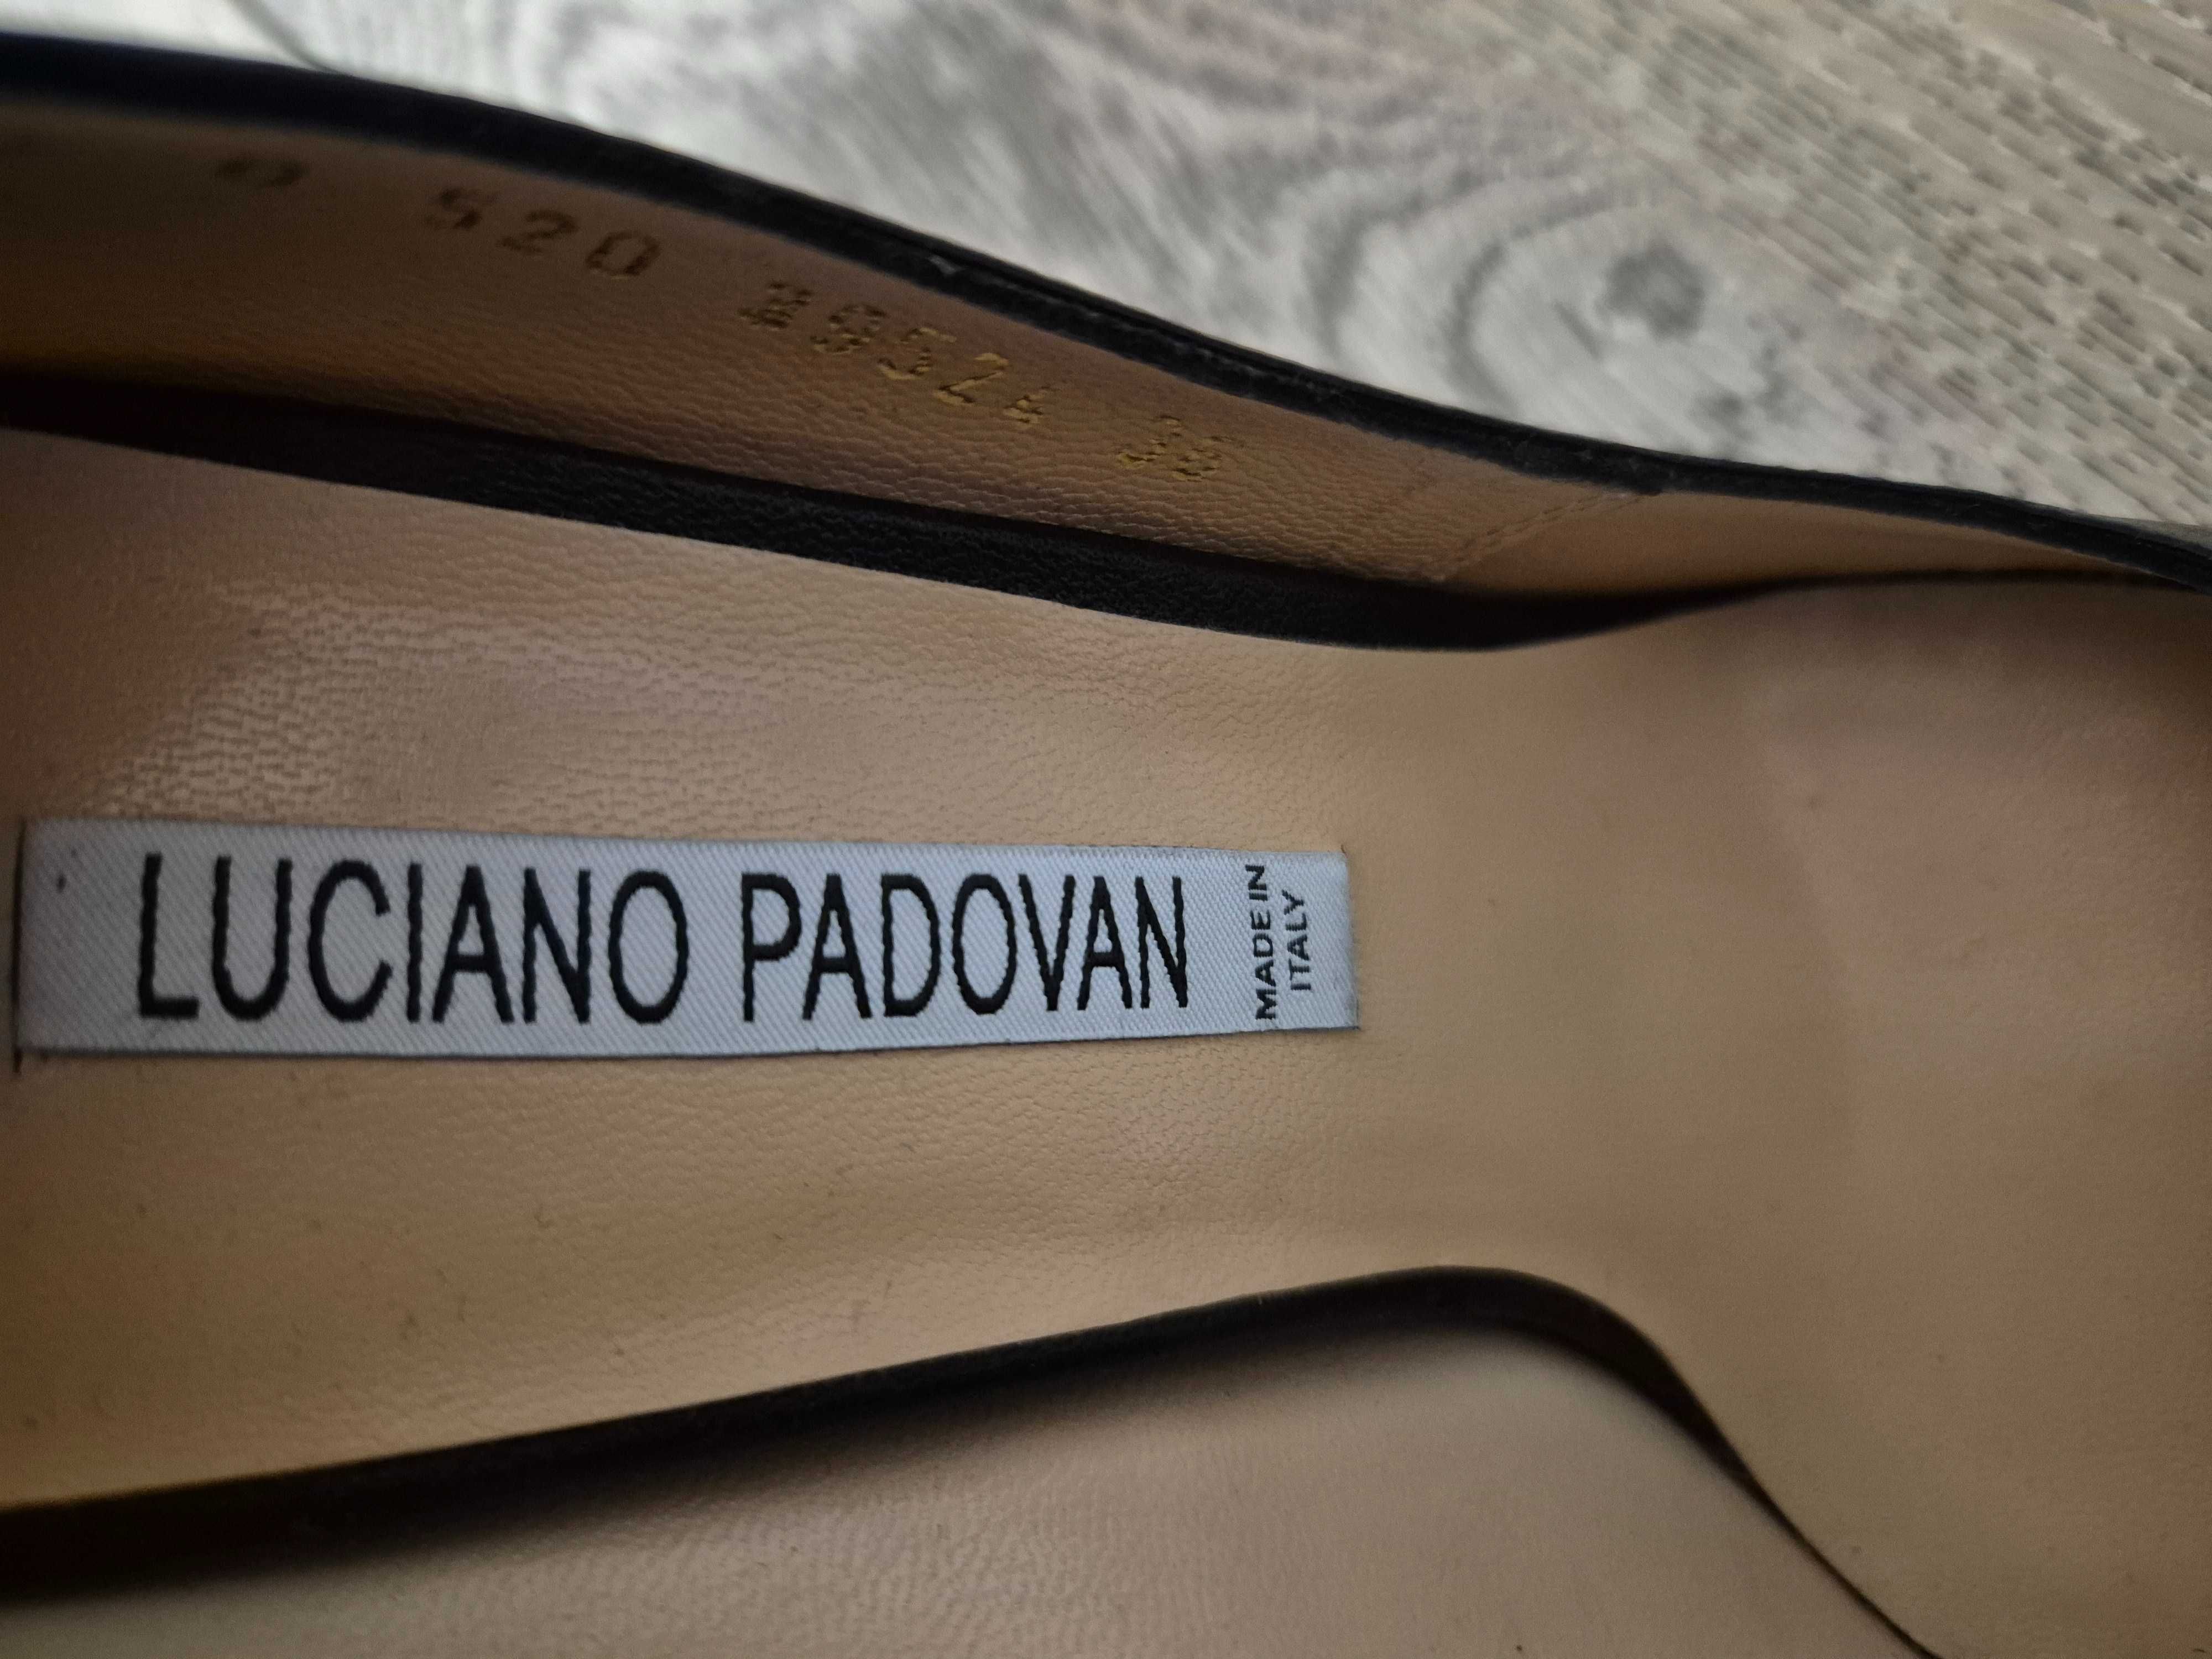 520
LUCIANO PADOVAN
MADE IN
ITALY